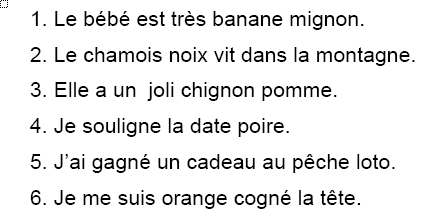 1. Le bébé est très banane mignon.
2. Le chamois noix vit dans la montagne.
3. Elle a un  joli chignon pomme.
4. Je souligne la date poire.
5. J’ai gagné un cadeau au pêche loto.
6. Je me suis orange cogné la tête.